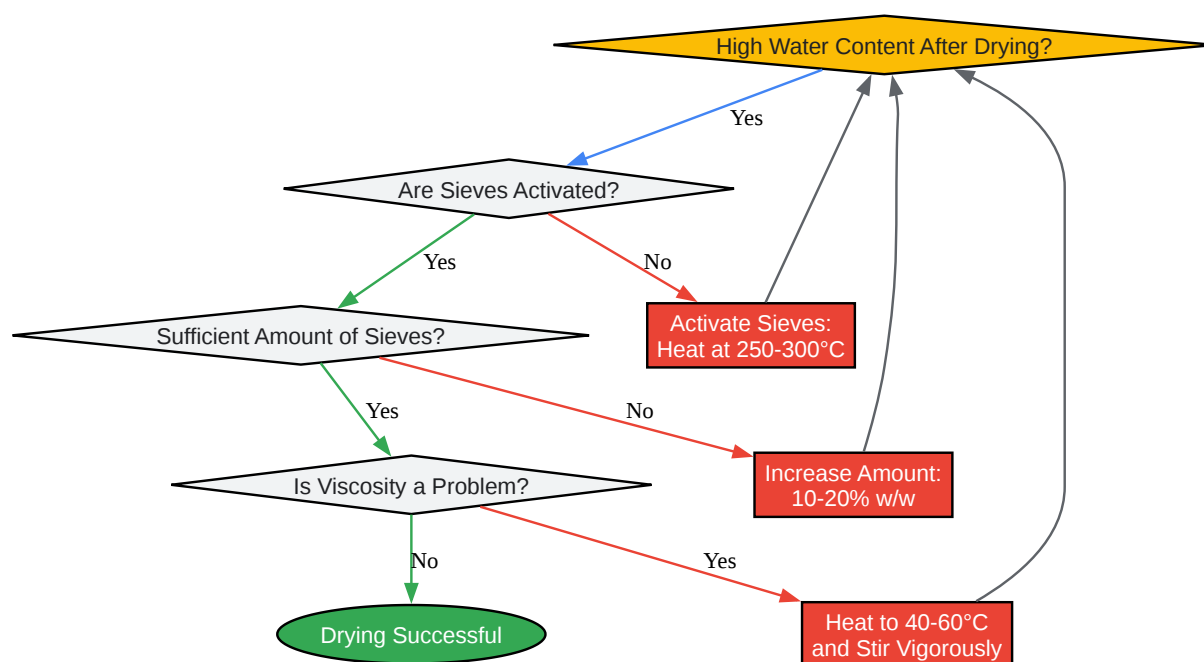 High Water Content After Drying?
Yes
Are Sieves Activated?
Yes
No
Sufficient Amount of Sieves?
Activate Sieves:
Heat at 250-300°C
Yes
No
Is Viscosity a Problem?
Increase Amount:
10-20% w/w
No
Yes
Drying Successful
Heat to 40-60°C
and Stir Vigorously